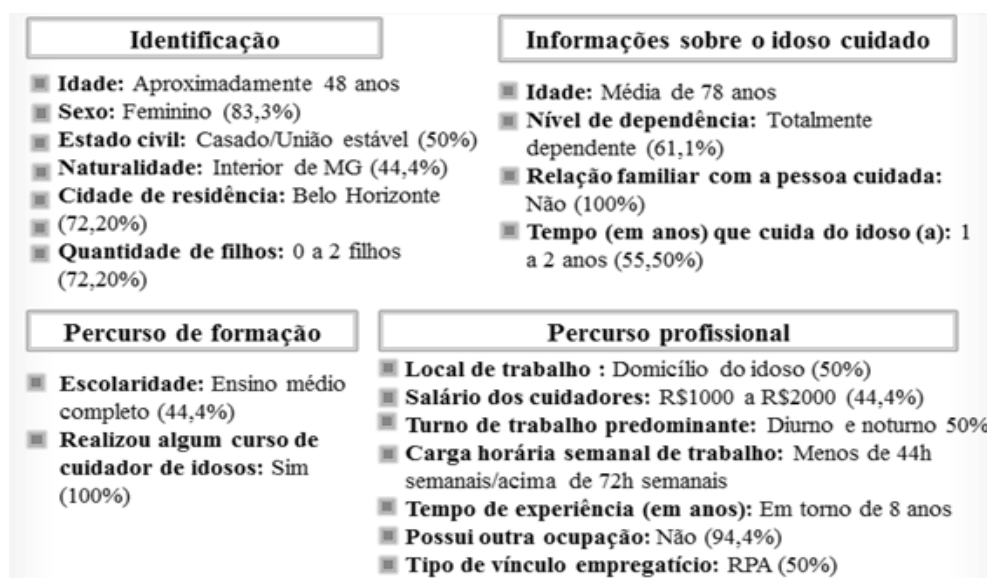 Identificação
Idade: Aproximadamente 48 anos
Sexo: Feminino (83,3%)
Estado civil: Casado/União estável (50%)
Naturalidade: Interior de MG (44,4%)
Cidade de residência: Belo Horizonte
(72,20%)
Quantidade de filhos: 0 a 2 filhos
(72,20%)
Informações sobre o idoso cuidado
Idade: Média de 78 anos
Nível de dependência: Totalmente
dependente (61,1%)
Relação familiar com a pessoa cuidada:
Não (100%)
Tempo (em anos) que cuida do idoso (a): 1
a 2 anos (55,50%)
Percurso de formação
Escolaridade: Ensino médio
completo (44,4%)
Realizou algum curso de
cuidador de idosos: Sim
(100%)
Percurso profissional
Local de trabalho : Domicílio do idoso (50%)
Salário dos cuidadores: R$1000 a R$2000 (44,4%)
Turno de trabalho predominante: Diurno e noturno 50%
Carga horária semanal de trabalho: Menos de 44h
semanais/acima de 72h semanais
Tempo de experiência (em anos): Em torno de 8 anos
Possui outra ocupação: Não (94,4%)
Tipo de vínculo empregatício: RPA (50%)